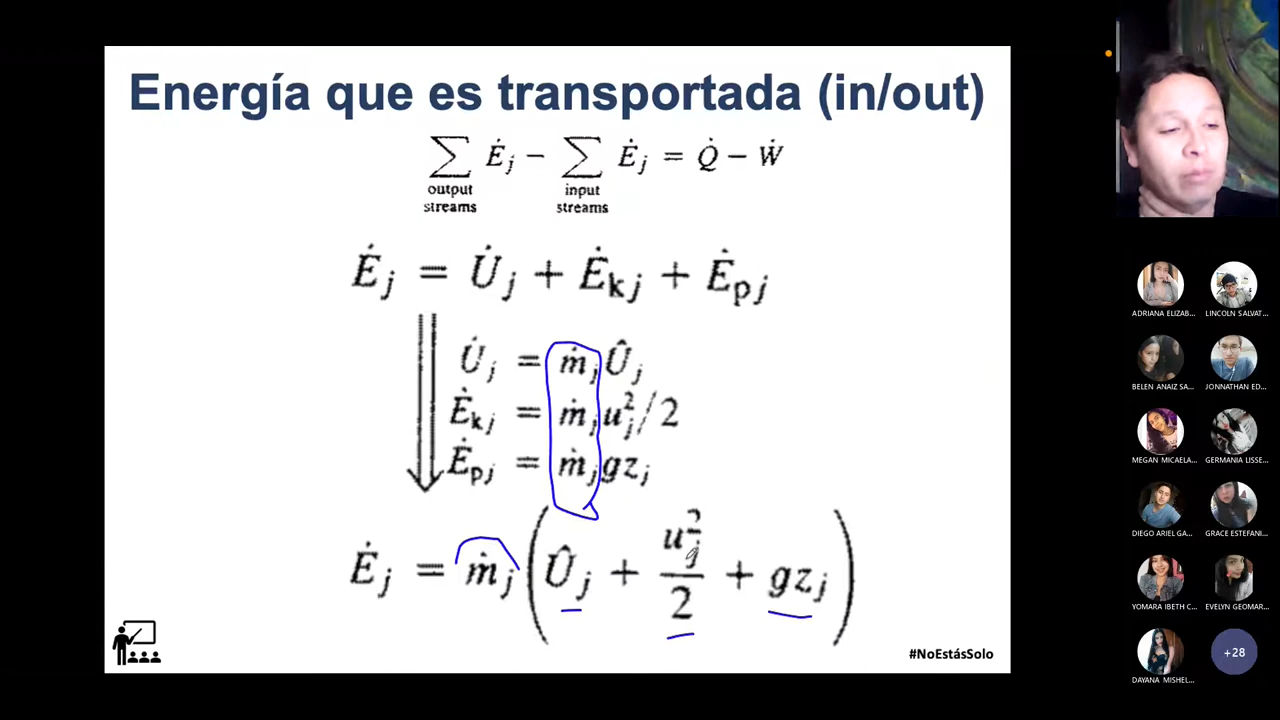 Energía que es transportada (in/out)
∑ Ėⱼ − ∑ Ėⱼ = Q̇ − Ẇ
output streams input streams
Ėⱼ = U̇ⱼ + Ėₖⱼ + Ėₚⱼ
U̇ⱼ = ṁⱼÛⱼ
Ėₖⱼ = ṁⱼuⱼ²/2
Ėₚⱼ = ṁⱼgzⱼ
Ėⱼ = ṁⱼ(Ûⱼ + uⱼ²/2 + gzⱼ)
#NoEstásSolo
ADRIANA ELIZAB...
LINCOLN SALVAT...
BELEN ANAIZ SA...
JONNATHAN ED...
MEGAN MICAELA...
GERMANIA LISSE...
DIEGO ARIEL GA...
GRACE ESTEFANI...
YOMARA IBETH C...
EVELYN GEOMAR...
DAYANA MISHEL...
+28